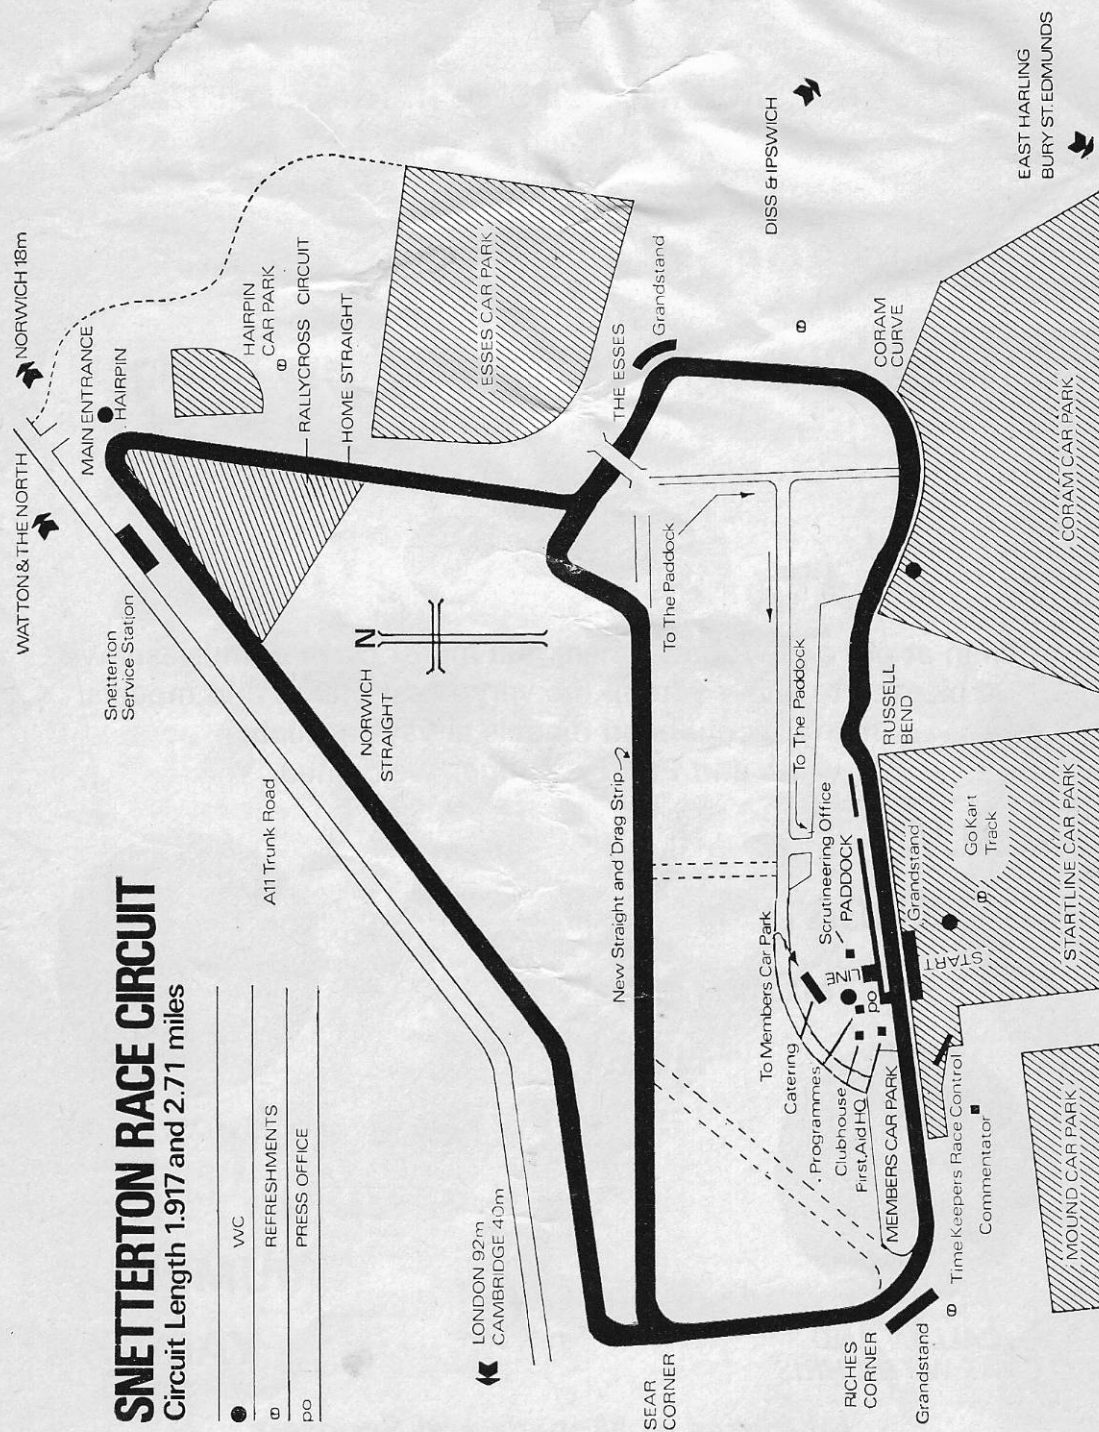 SNETTERTON RACE CIRCUIT
Circuit Length 1.917 and 2.71 miles
WC
REFRESHMENTS
po PRESS OFFICE
WATTON & THE NORTH
NORWICH 18m
MAIN ENTRANCE
HAIRPIN
Snetterton
Service Station
A11 Trunk Road
HAIRPIN
CAR PARK
RALLYCROSS CIRCUIT
HOME STRAIGHT
N
NORWICH
STRAIGHT
ESSES CAR PARK
LONDON 92m
CAMBRIDGE 40m
THE ESSES
Grandstand
DISS & IPSWICH
New Straight and Drag Strip
To The Paddock
SEAR
CORNER
To Members Car Park
Catering
Programmes
Clubhouse
First Aid HQ
MEMBERS CAR PARK
To The Paddock
Scrutineering Office
PADDOCK
LINE
po
START
Grandstand
RUSSELL
BEND
CORAM
CURVE
RICHES
CORNER
Grandstand
Time Keepers Race Control
Commentator
Go Kart
Track
EAST HARLING
BURY ST. EDMUNDS
MOUND CAR PARK
STARTLINE CAR PARK
CORAM CAR PARK